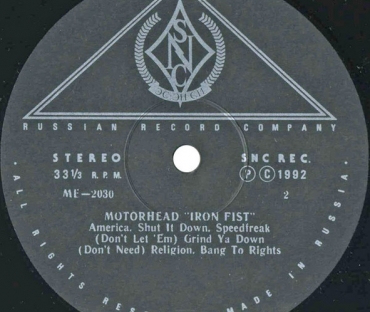 SNC
RUSSIAN RECORD COMPANY
STEREO
33⅓ R.P.M.
ME—2030
SNC REC.
Ⓟ Ⓒ 1992
2
MOTORHEAD "IRON FIST"
America. Shut It Down. Speedfreak
(Don't Let 'Em) Grind Ya Down
(Don't Need) Religion. Bang To Rights
· ALL RIGHTS RES
MADE IN RUSSIA ·